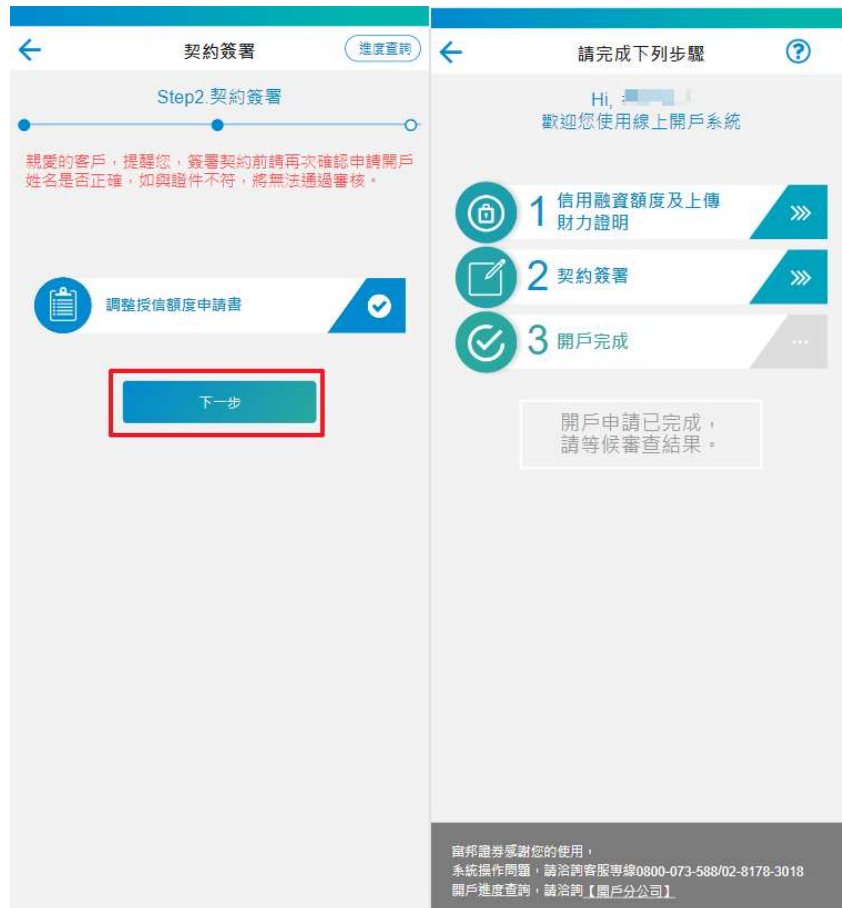 契約簽署
進度查詢
Step2.契約簽署
親愛的客戶，提醒您，簽署契約前請再次確認申請開戶
姓名是否正確，如與證件不符，將無法通過審核。
調整授信額度申請書
下一步
請完成下列步驟
?
Hi,
歡迎您使用線上開戶系統
1 信用融資額度及上傳
財力證明
2 契約簽署
3 開戶完成
開戶申請已完成，
請等候審查結果。
富邦證券感謝您的使用，
系統操作問題，請洽詢客服專線0800-073-588/02-8178-3018
開戶進度查詢，請洽詢【開戶分公司】